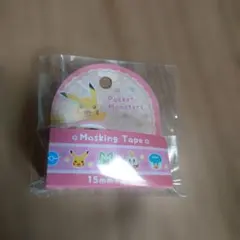 Pocket
Monsters
Masking Tape
15mm